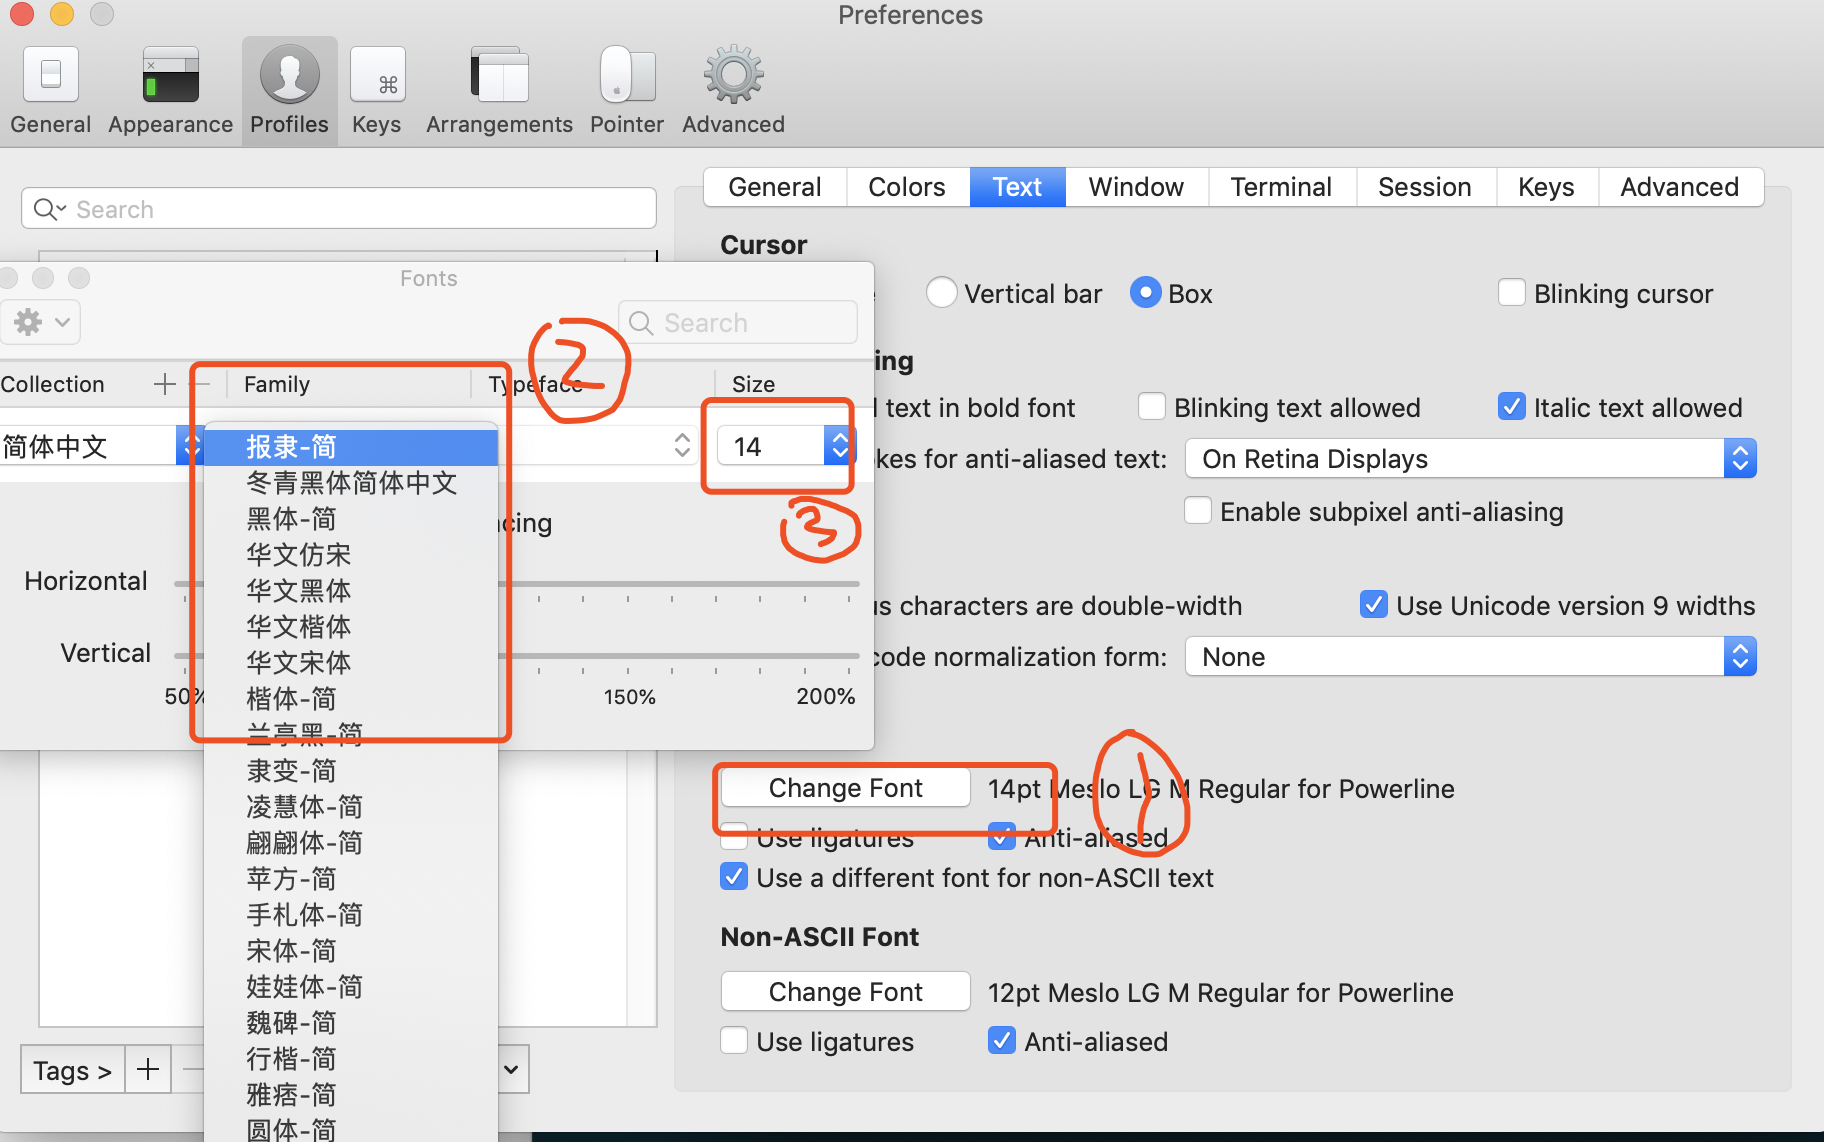 Preferences
General
Appearance
Profiles
Keys
Arrangements
Pointer
Advanced
Search
General
Colors
Text
Window
Terminal
Session
Keys
Advanced
Cursor
Vertical bar
Box
Blinking cursor
Fonts
Search
2
Collection
Family
Typeface
Size
ing
text in bold font
Blinking text allowed
Italic text allowed
简体中文
14
kes for anti-aliased text:
On Retina Displays
报隶-简
冬青黑体简体中文
黑体-简
华文仿宋
华文黑体
华文楷体
华文宋体
楷体-简
兰亭黑-简
隶变-简
凌慧体-简
翩翩体-简
苹方-简
手札体-简
宋体-简
娃娃体-简
魏碑-简
行楷-简
雅痞-简
圆体-简
Enable subpixel anti-aliasing
3
cing
Horizontal
Vertical
50%
150%
200%
us characters are double-width
Use Unicode version 9 widths
code normalization form:
None
1
Change Font
14pt Meslo LG M Regular for Powerline
Use ligatures
Anti-aliased
Use a different font for non-ASCII text
Non-ASCII Font
Change Font
12pt Meslo LG M Regular for Powerline
Use ligatures
Anti-aliased
Tags >